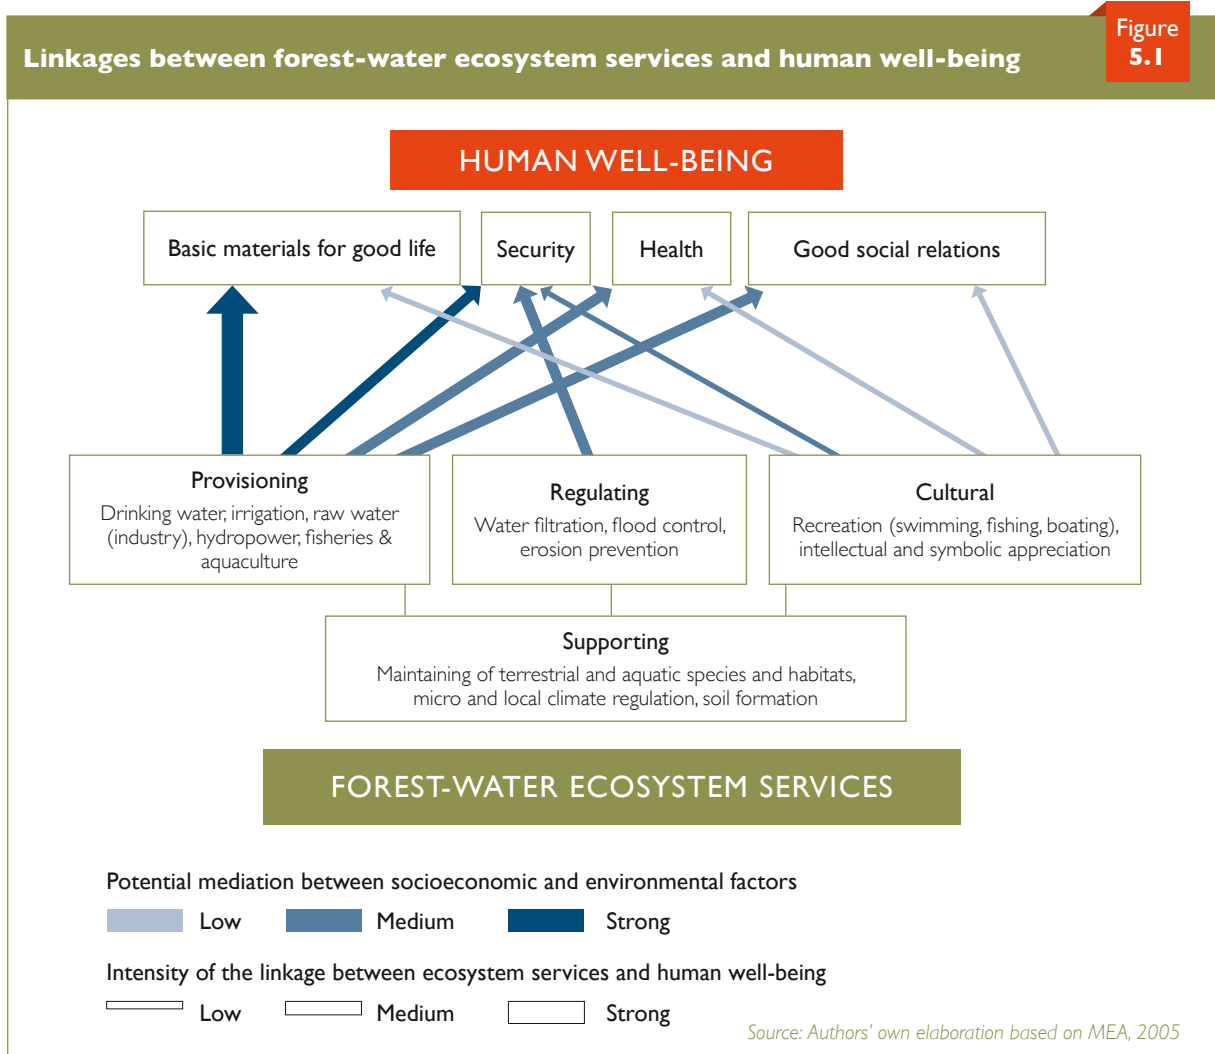 Figure
5.1
Linkages between forest-water ecosystem services and human well-being
HUMAN WELL-BEING
Basic materials for good life
Security
Health
Good social relations
Provisioning
Drinking water, irrigation, raw water
(industry), hydropower, fisheries &
aquaculture
Regulating
Water filtration, flood control,
erosion prevention
Cultural
Recreation (swimming, fishing, boating),
intellectual and symbolic appreciation
Supporting
Maintaining of terrestrial and aquatic species and habitats,
micro and local climate regulation, soil formation
FOREST-WATER ECOSYSTEM SERVICES
Potential mediation between socioeconomic and environmental factors
Low Medium Strong
Intensity of the linkage between ecosystem services and human well-being
Low Medium Strong
Source: Authors' own elaboration based on MEA, 2005